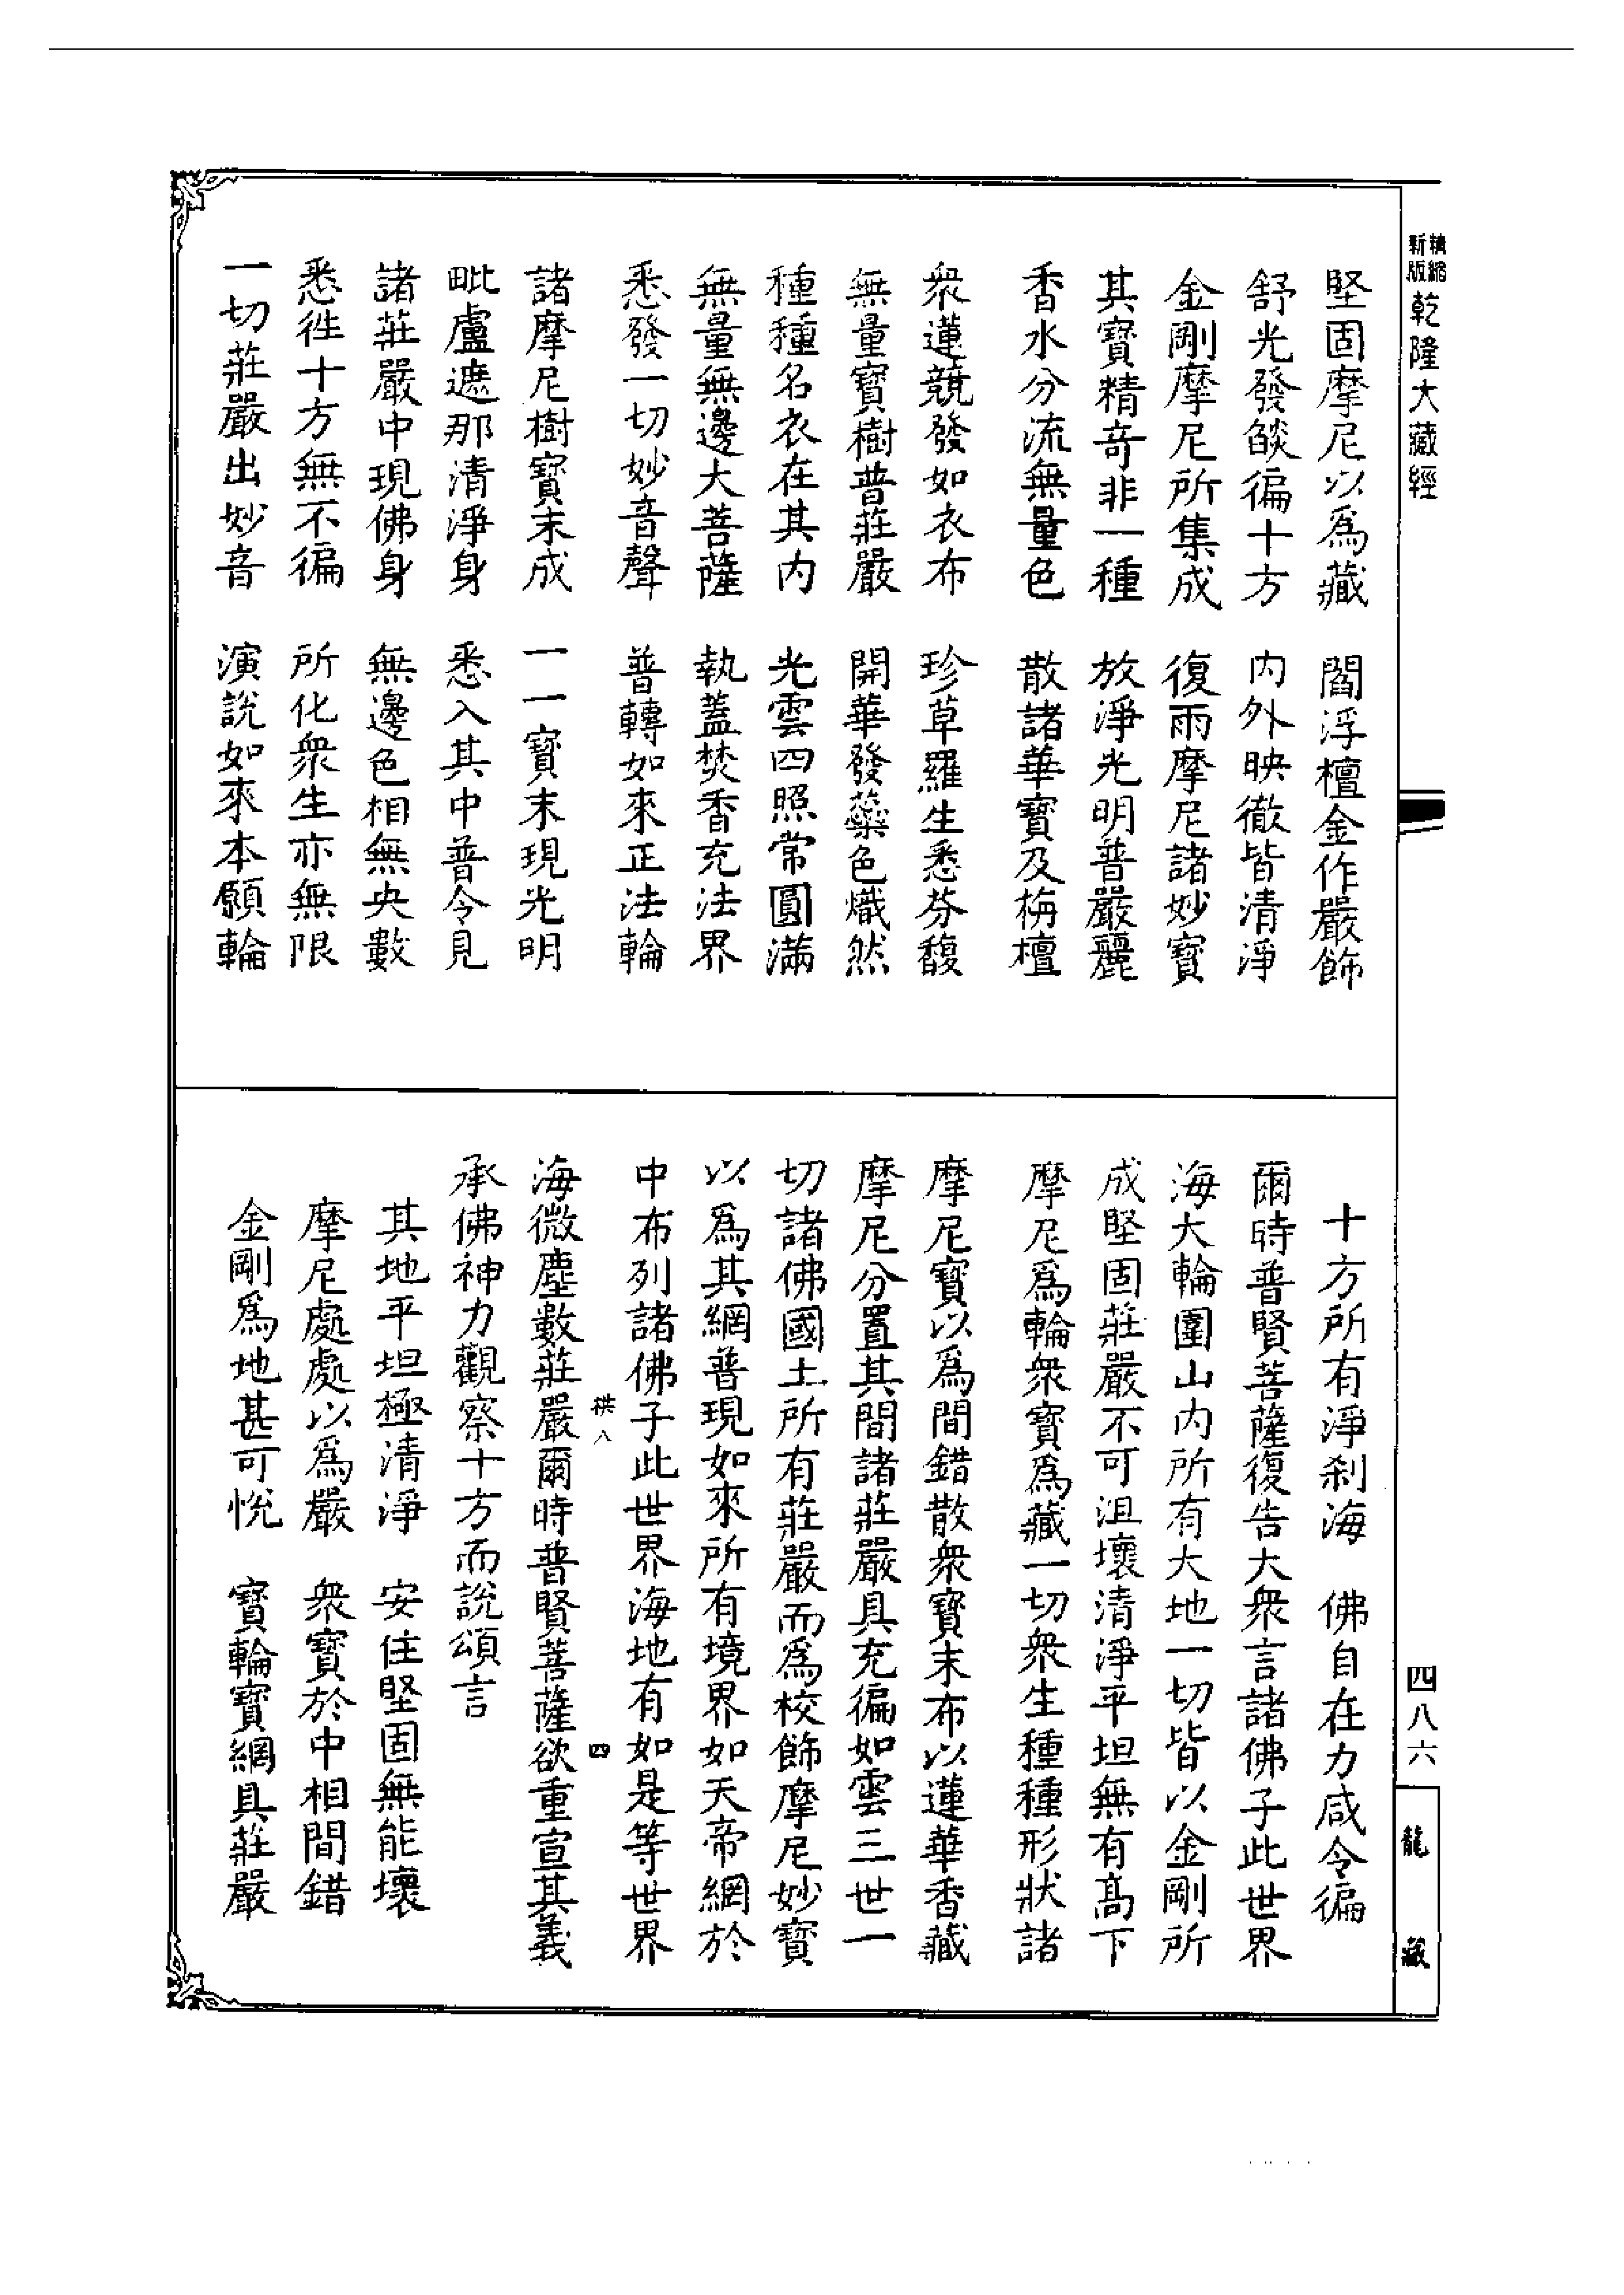 精縮新版乾隆大藏經
堅固摩尼以爲藏　閻浮檀金作嚴飾
舒光發燄徧十方　内外映徹皆清淨
金剛摩尼所集成　復雨摩尼諸妙寶
其寶精奇非一種　放淨光明普嚴麗
香水分流無量色　散諸華寶及栴檀
衆蓮競發如衣布　珍草羅生悉芬馥
無量寶樹普莊嚴　開華發蘂色熾然
種種名衣在其内　光雲四照常圓滿
無量無邊大菩薩　執蓋焚香充法界
悉發一切妙音聲　普轉如來正法輪
諸摩尼樹寶末成　一一寶末現光明
毗盧遮那清淨身　悉入其中普令見
諸莊嚴中現佛身　無邊色相無央數
悉徃十方無不徧　所化衆生亦無限
一切莊嚴出妙音　演說如來本願輪
十方所有淨刹海　佛自在力咸令徧
爾時普賢菩薩復告大衆言諸佛子此世界
海大輪圍山内所有大地一切皆以金剛所
成堅固莊嚴不可沮壞清淨平坦無有高下
摩尼爲輪衆寶爲藏一切衆生種種形狀諸
摩尼寶以爲間錯散衆寶末布以蓮華香藏
摩尼分置其間諸莊嚴具充徧如雲三世一
切諸佛國土所有莊嚴而爲校飾摩尼妙寶
以爲其網普現如來所有境界如天帝網於
中布列諸佛子此世界海地有如是等世界
拱八　四
海微塵數莊嚴爾時普賢菩薩欲重宣其義
承佛神力觀察十方而說頌言
其地平坦極清淨　安住堅固無能壞
摩尼處處以爲嚴　衆寶於中相間錯
金剛爲地甚可悅　寶輪寶網具莊嚴
四八六
龍藏